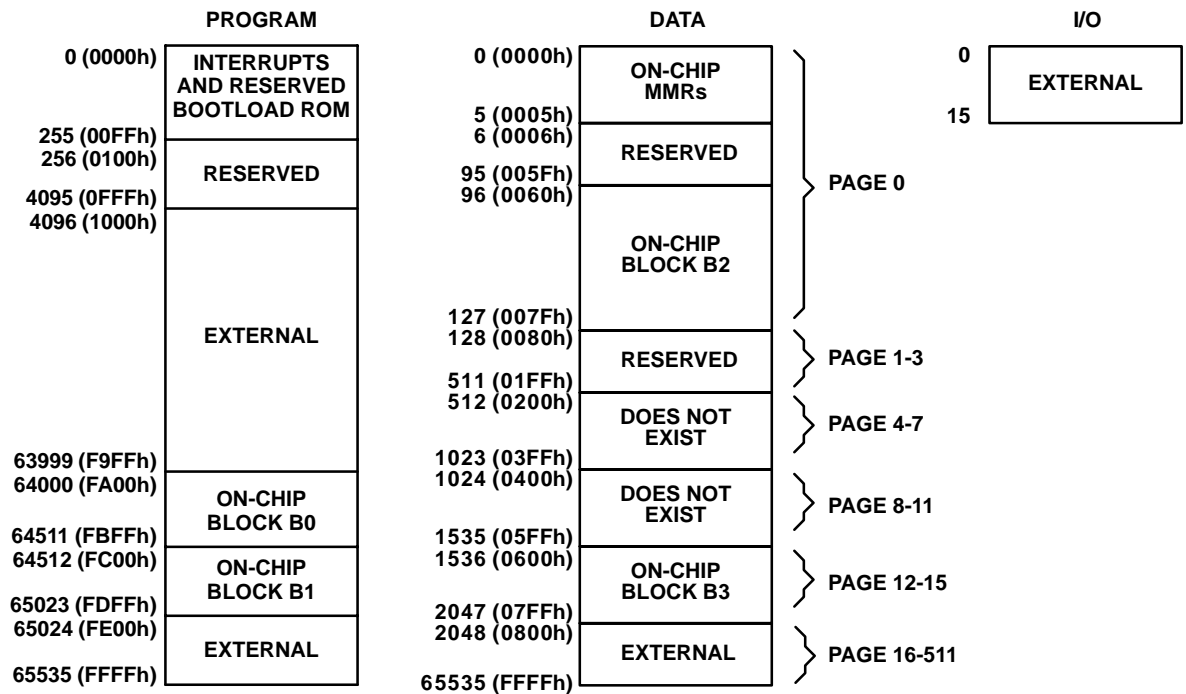 PROGRAM
0 (0000h)
INTERRUPTS
AND RESERVED
BOOTLOAD ROM
255 (00FFh)
256 (0100h)
RESERVED
4095 (0FFFh)
4096 (1000h)
EXTERNAL
63999 (F9FFh)
64000 (FA00h)
ON-CHIP
BLOCK B0
64511 (FBFFh)
64512 (FC00h)
ON-CHIP
BLOCK B1
65023 (FDFFh)
65024 (FE00h)
EXTERNAL
65535 (FFFFh)
DATA
0 (0000h)
ON-CHIP
MMRs
5 (0005h)
6 (0006h)
RESERVED
95 (005Fh)
96 (0060h)
ON-CHIP
BLOCK B2
127 (007Fh)
PAGE 0
128 (0080h)
RESERVED
PAGE 1-3
511 (01FFh)
512 (0200h)
DOES NOT
EXIST
PAGE 4-7
1023 (03FFh)
1024 (0400h)
DOES NOT
EXIST
PAGE 8-11
1535 (05FFh)
1536 (0600h)
ON-CHIP
BLOCK B3
PAGE 12-15
2047 (07FFh)
2048 (0800h)
EXTERNAL
PAGE 16-511
65535 (FFFFh)
I/O
0
EXTERNAL
15